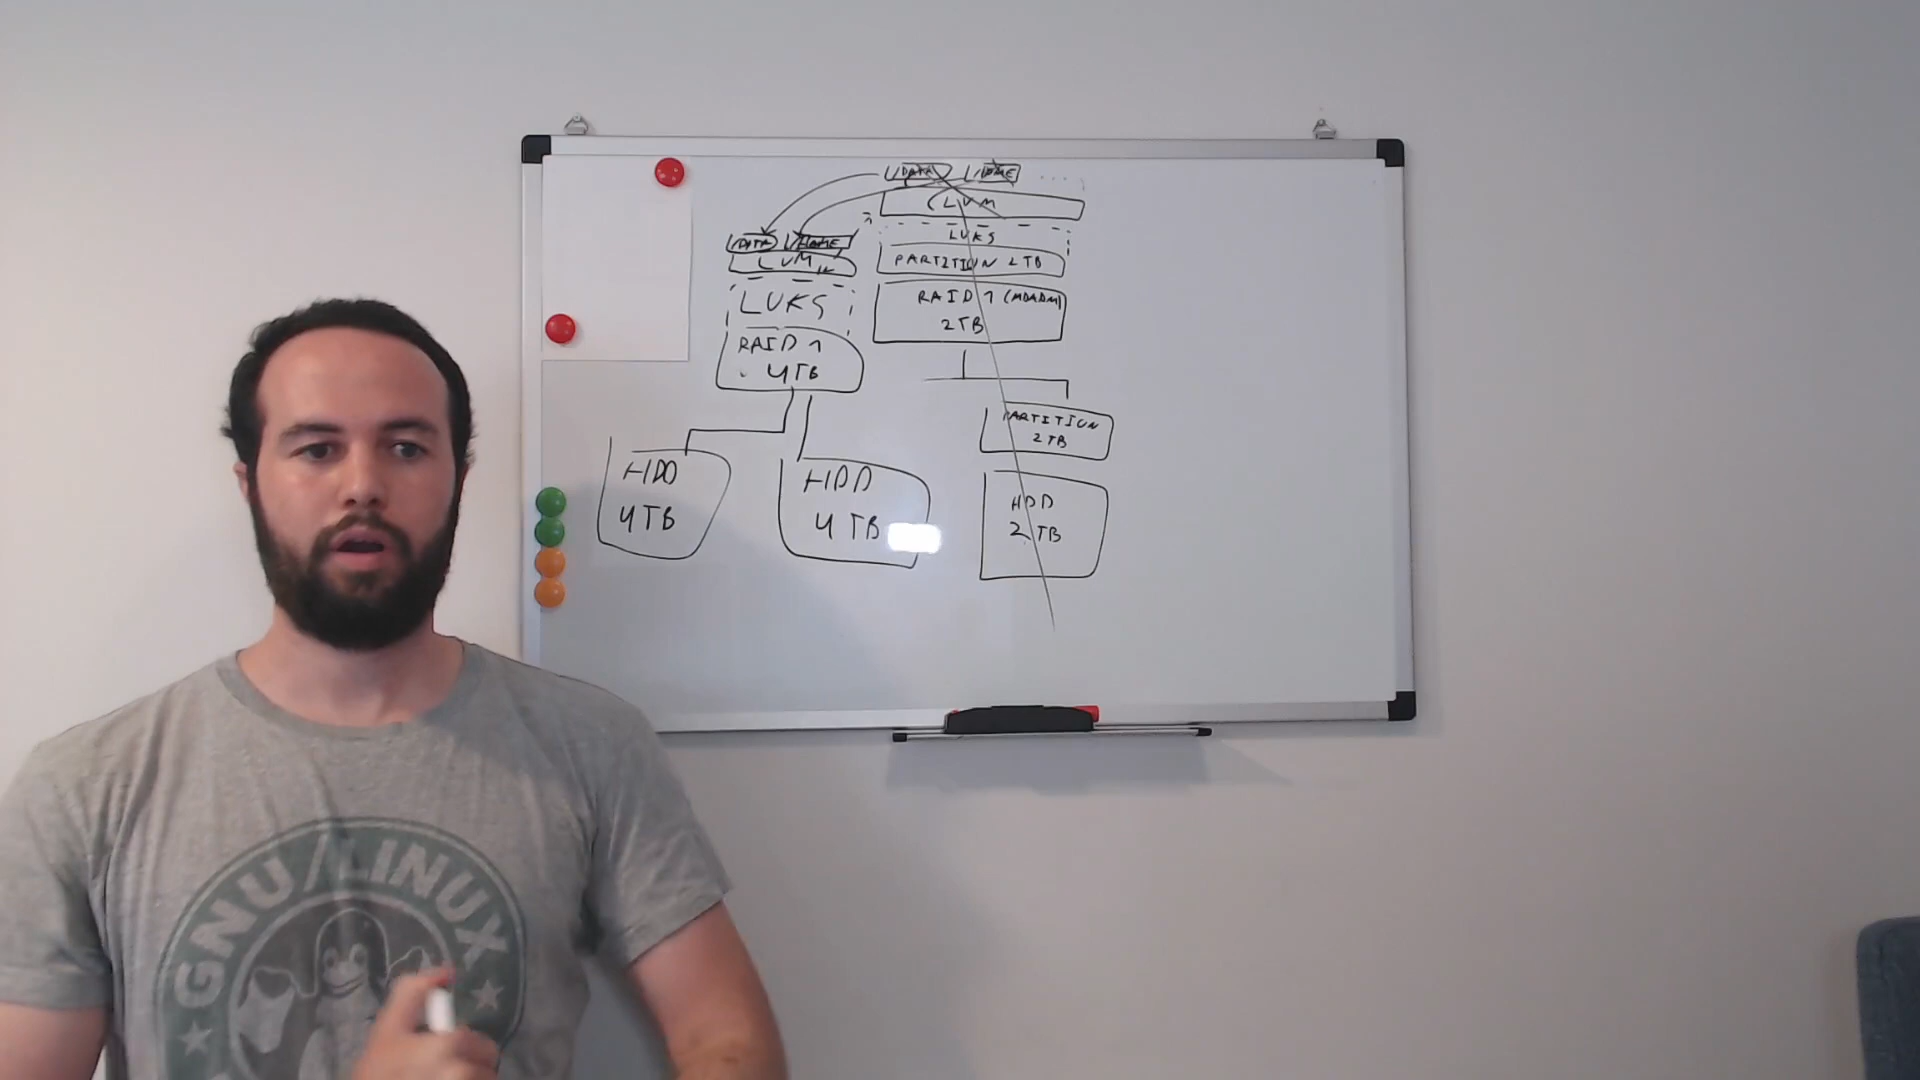 DATA HOME
LVM
LUKS
PARTITION 2TB
RAID 1 (MDADM)
2TB
PARTITION
2TB
HDD
2TB
DATA HOME
LVM
LUKS
RAID 1
4TB
HDD
4TB
HDD
4TB
GNU/LINUX